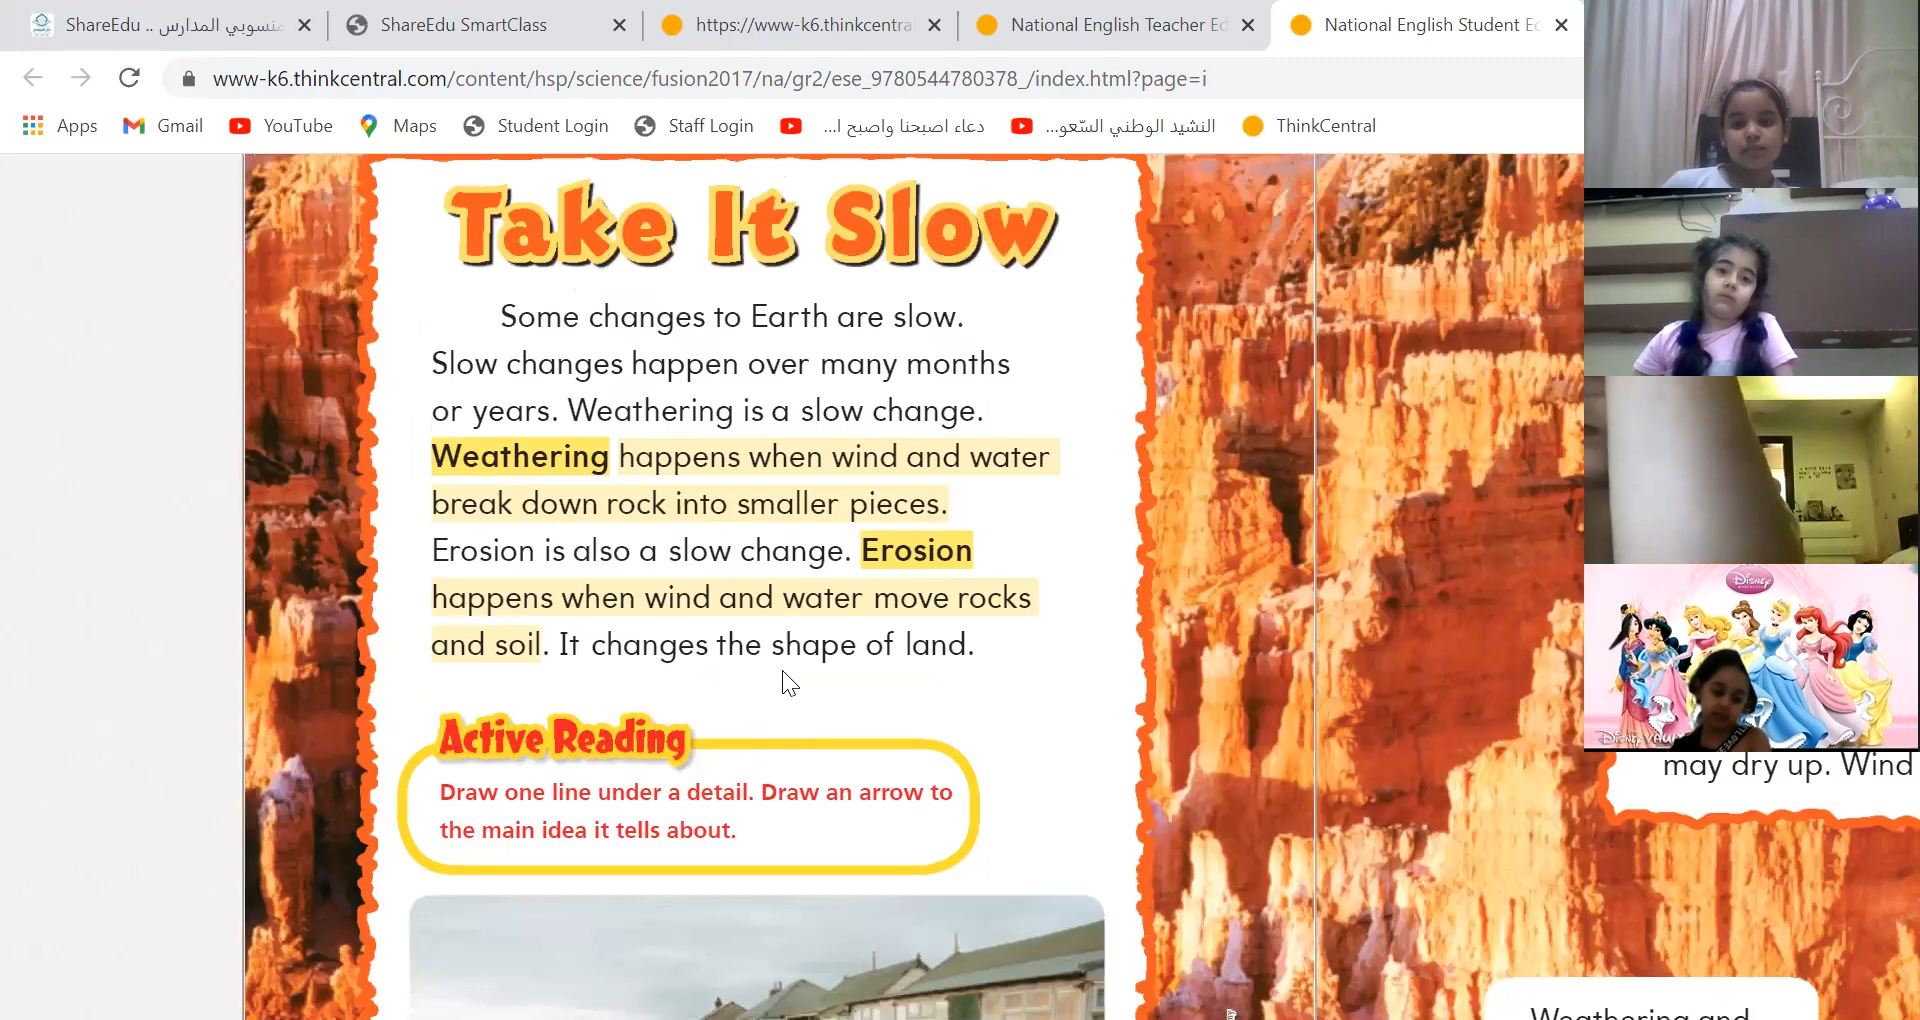 ShareEdu .. منسوبي المدارس
ShareEdu SmartClass
https://www-k6.thinkcentra
National English Teacher Ed
National English Student Ed
www-k6.thinkcentral.com/content/hsp/science/fusion2017/na/gr2/ese_9780544780378_/index.html?page=i
Apps
Gmail
YouTube
Maps
Student Login
Staff Login
دعاء اصبحنا واصبح ا...
النشيد الوطني السّعو...
ThinkCentral
Take It Slow
Some changes to Earth are slow.
Slow changes happen over many months
or years. Weathering is a slow change.
Weathering happens when wind and water
break down rock into smaller pieces.
Erosion is also a slow change. Erosion
happens when wind and water move rocks
and soil. It changes the shape of land.
Active Reading
Draw one line under a detail. Draw an arrow to
the main idea it tells about.
Disney
may dry up. Wind
Weathering and